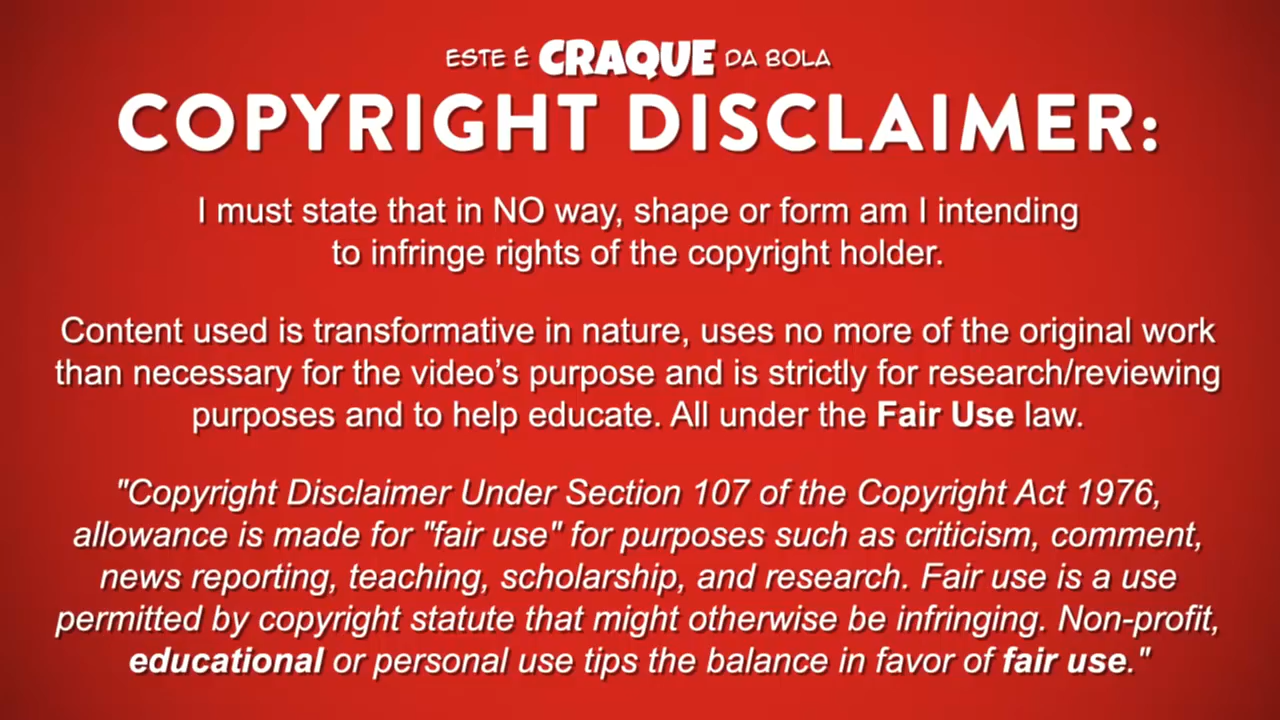 ESTE É CRAQUE DA BOLA
COPYRIGHT DISCLAIMER:
I must state that in NO way, shape or form am I intending
to infringe rights of the copyright holder.
Content used is transformative in nature, uses no more of the original work
than necessary for the video’s purpose and is strictly for research/reviewing
purposes and to help educate. All under the Fair Use law.
"Copyright Disclaimer Under Section 107 of the Copyright Act 1976,
allowance is made for "fair use" for purposes such as criticism, comment,
news reporting, teaching, scholarship, and research. Fair use is a use
permitted by copyright statute that might otherwise be infringing. Non-profit,
educational or personal use tips the balance in favor of fair use."